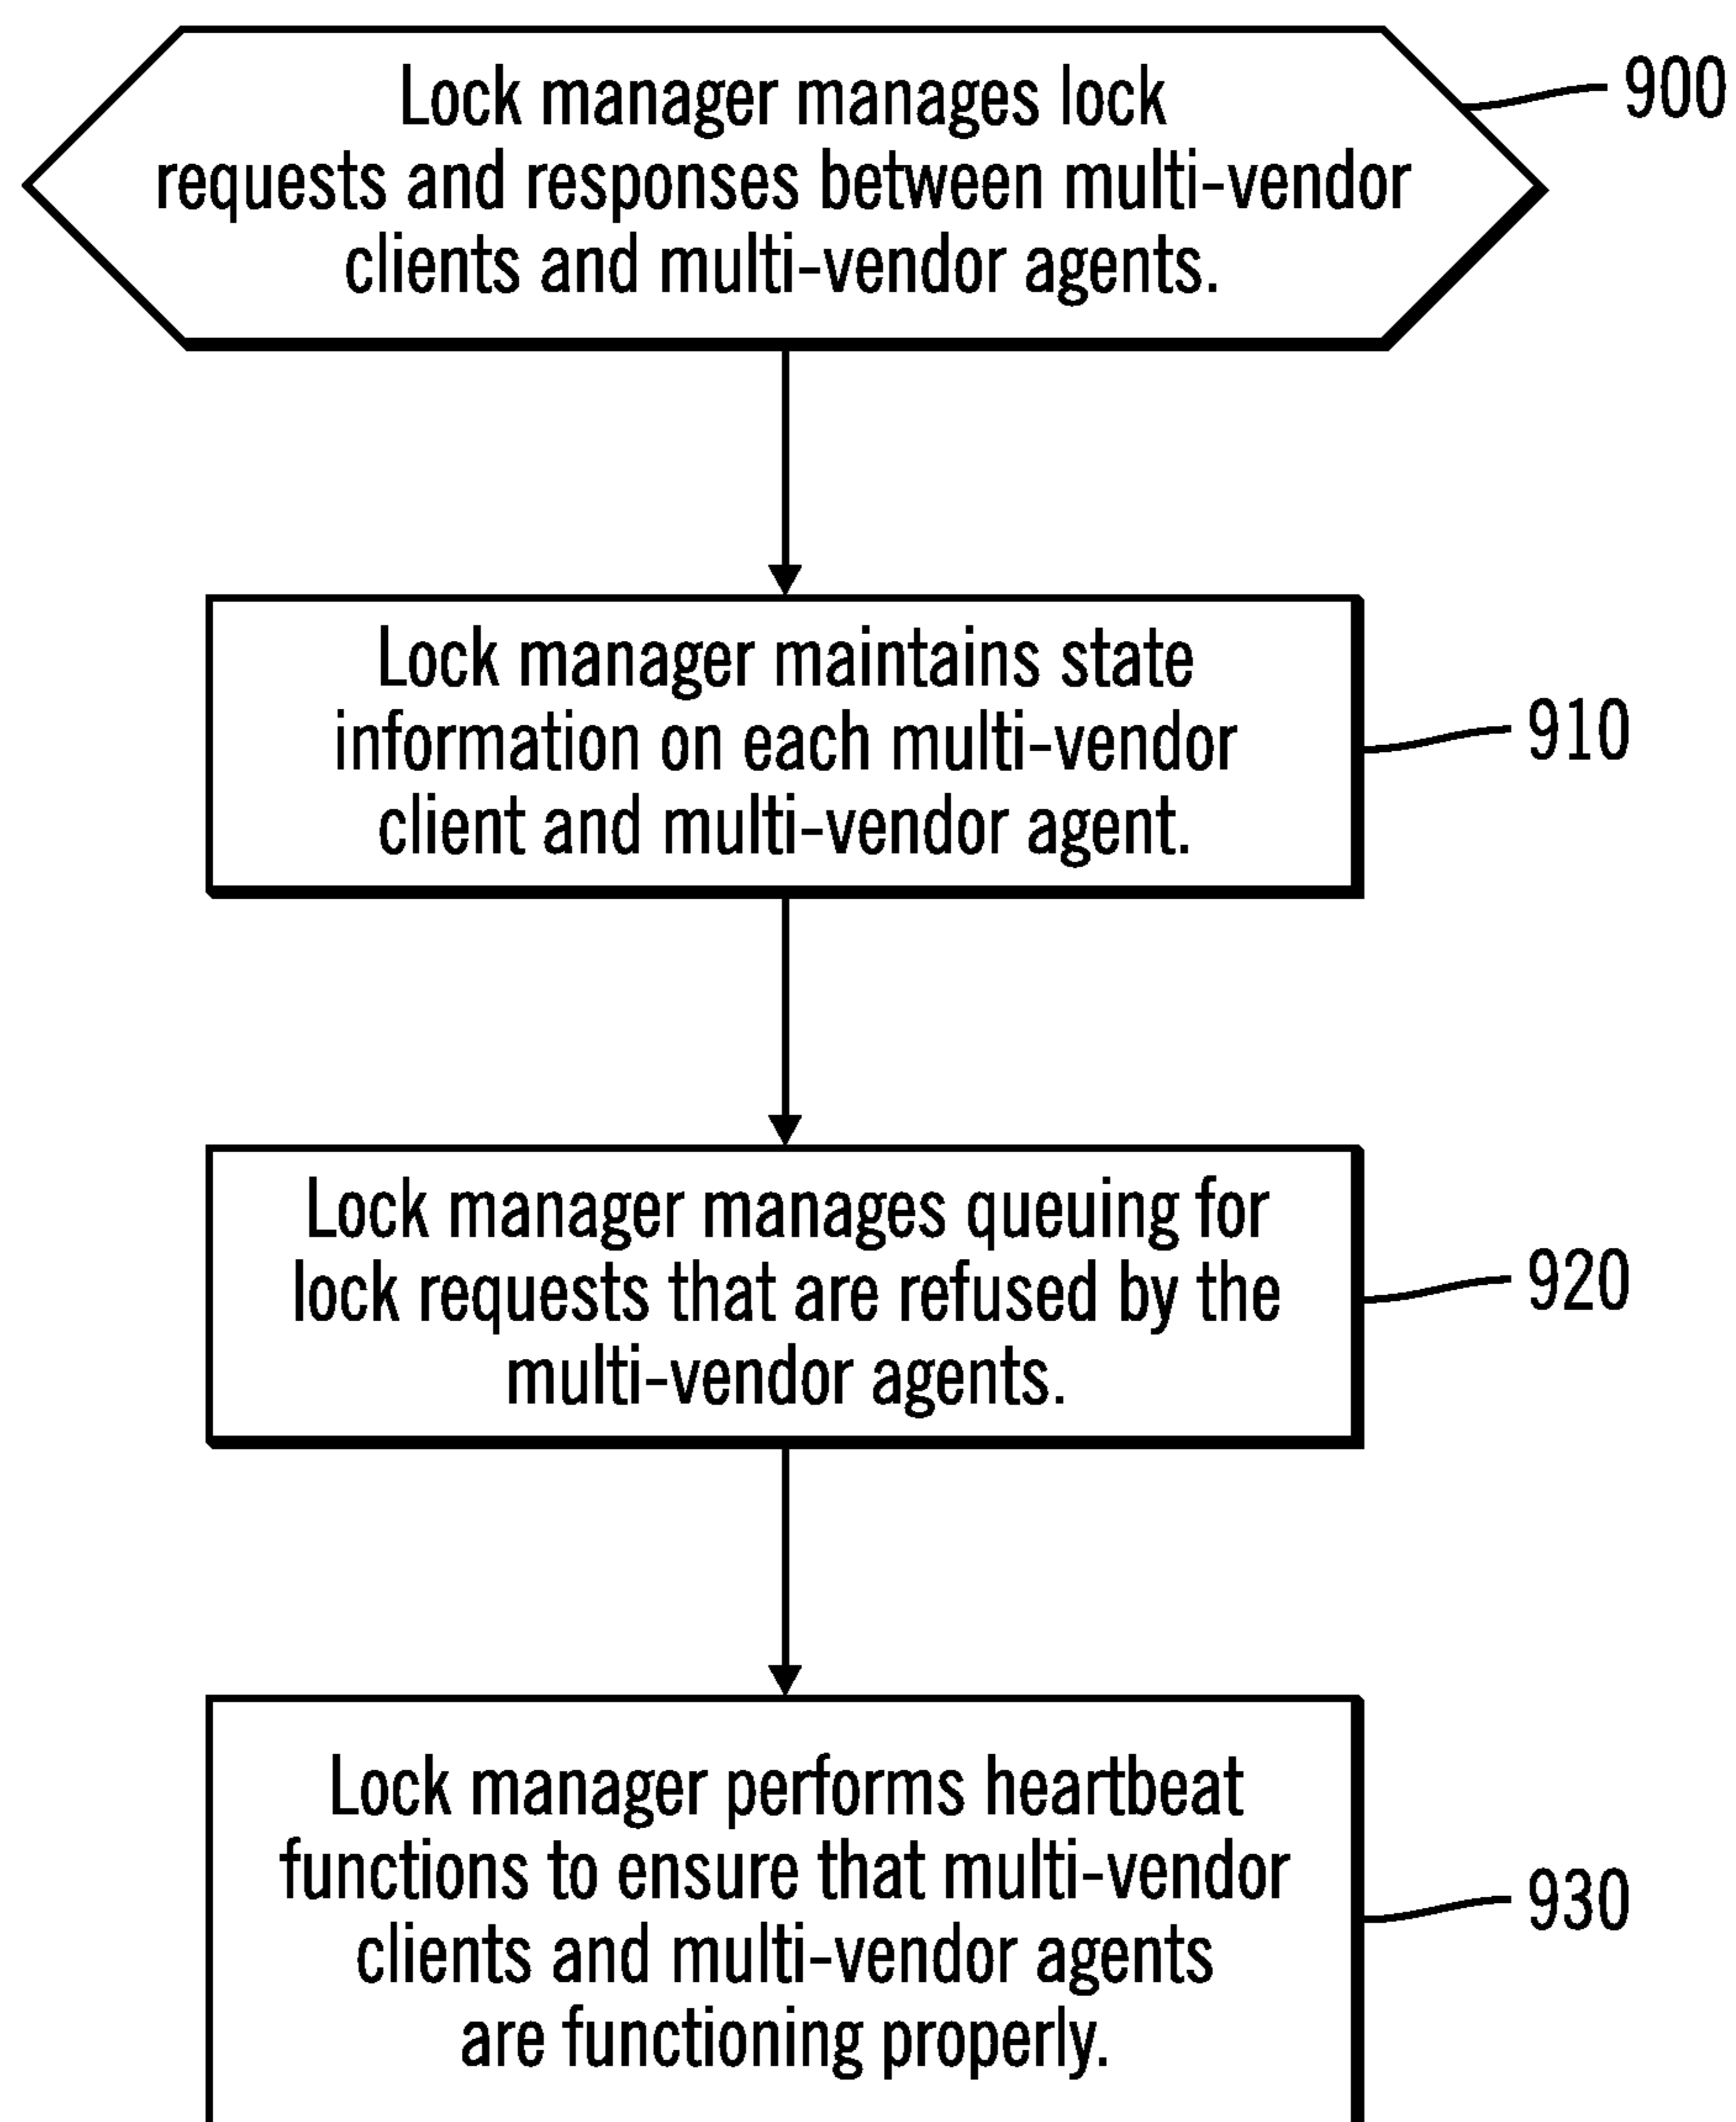 Lock manager manages lock
requests and responses between multi-vendor
clients and multi-vendor agents.
900
Lock manager maintains state
information on each multi-vendor
client and multi-vendor agent.
910
Lock manager manages queuing for
lock requests that are refused by the
multi-vendor agents.
920
Lock manager performs heartbeat
functions to ensure that multi-vendor
clients and multi-vendor agents
are functioning properly.
930